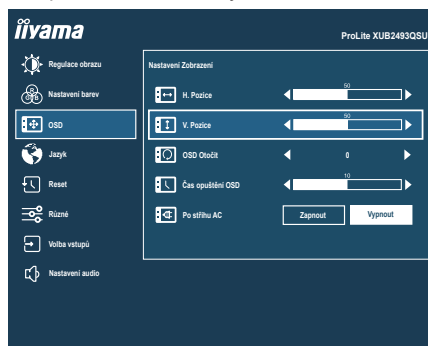 iiyama
ProLite XUB2493QSU
Regulace obrazu
Nastavení barev
OSD
Jazyk
Reset
Různé
Volba vstupů
Nastavení audio
Nastavení Zobrazení
H. Pozice
50
V. Pozice
50
OSD Otočit
0
Čas opuštění OSD
10
Po střihu AC
Zapnout
Vypnout